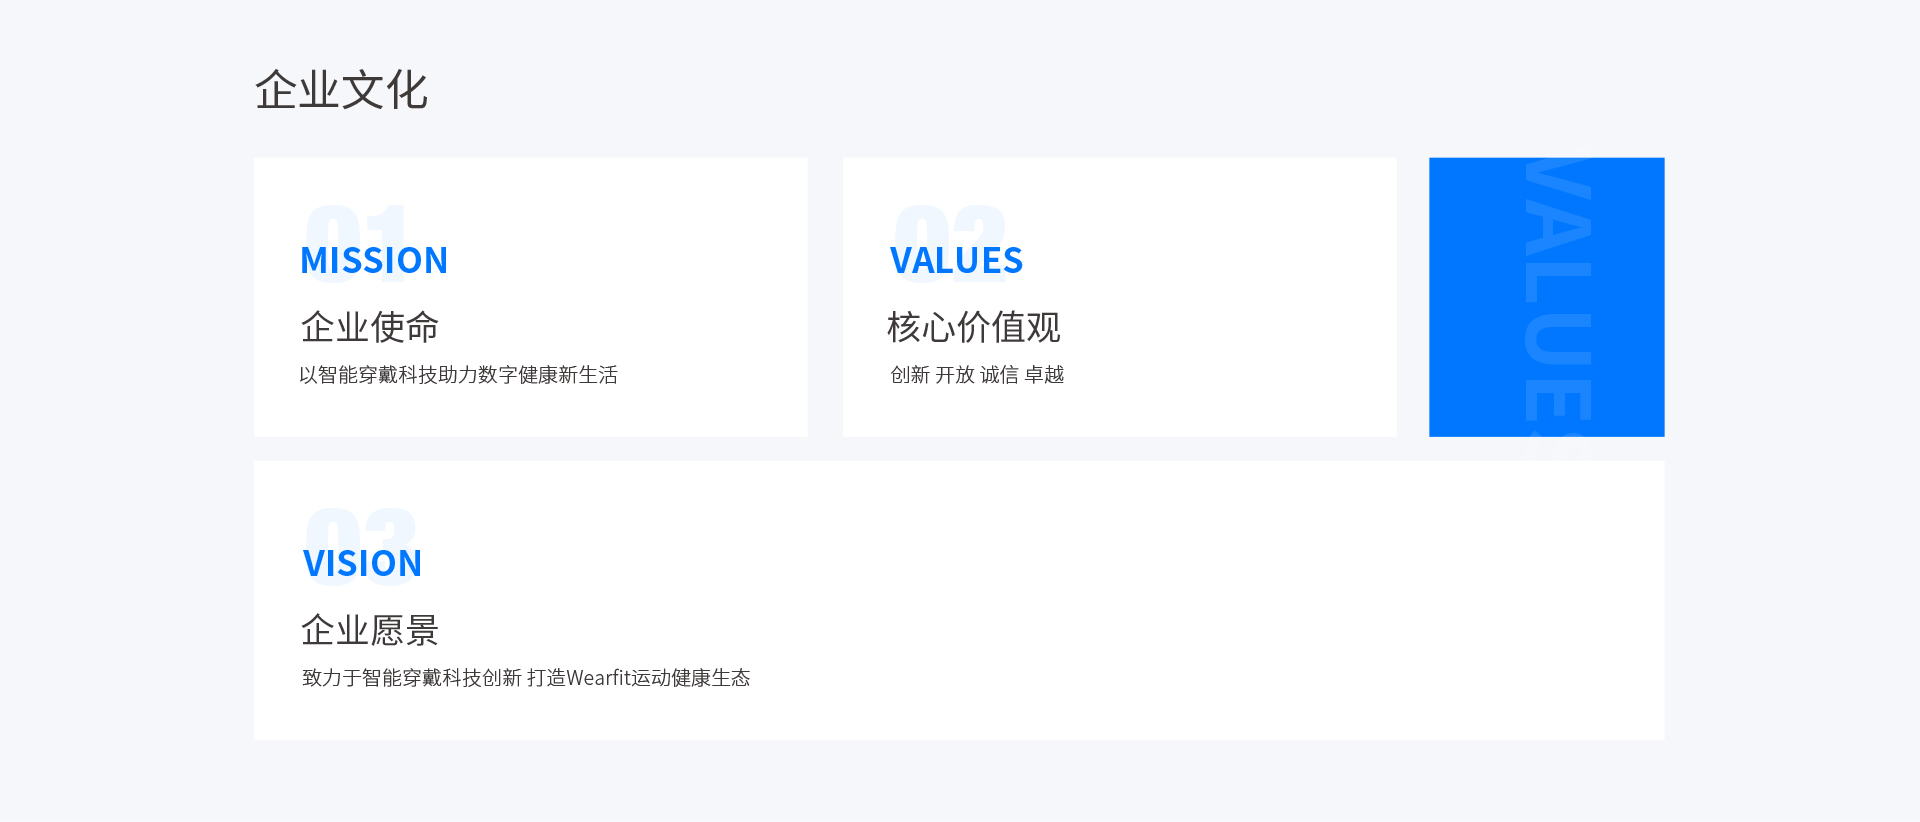 企业文化
01
MISSION
企业使命
以智能穿戴科技助力数字健康新生活
02
VALUES
核心价值观
创新 开放 诚信 卓越
VALUES
03
VISION
企业愿景
致力于智能穿戴科技创新 打造Wearfit运动健康生态